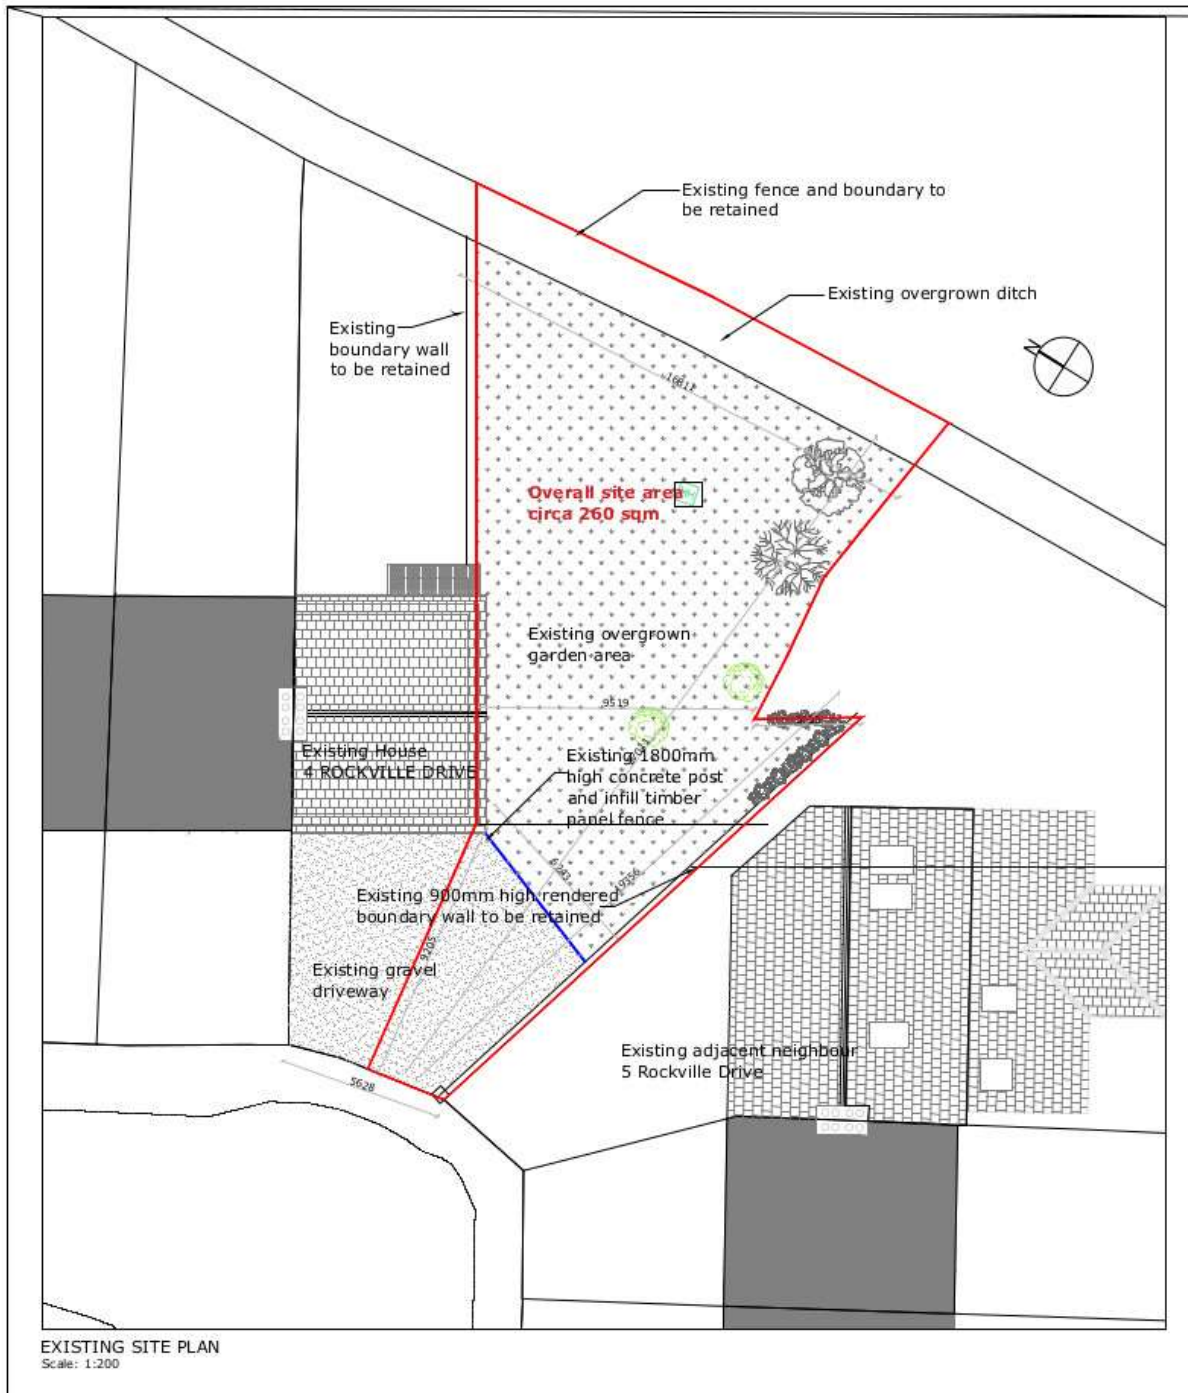 Existing fence and boundary to
be retained
Existing overgrown ditch
Existing
boundary wall
to be retained
N
16817
Overall site area
circa 260 sqm
Existing overgrown
garden area
9519
Existing House
4 ROCKVILLE DRIVE
Existing 1800mm
high concrete post
and infill timber
panel fence
6243
19356
Existing 900mm high rendered
boundary wall to be retained
9205
Existing gravel
driveway
Existing adjacent neighbour
5 Rockville Drive
5628
EXISTING SITE PLAN
Scale: 1:200